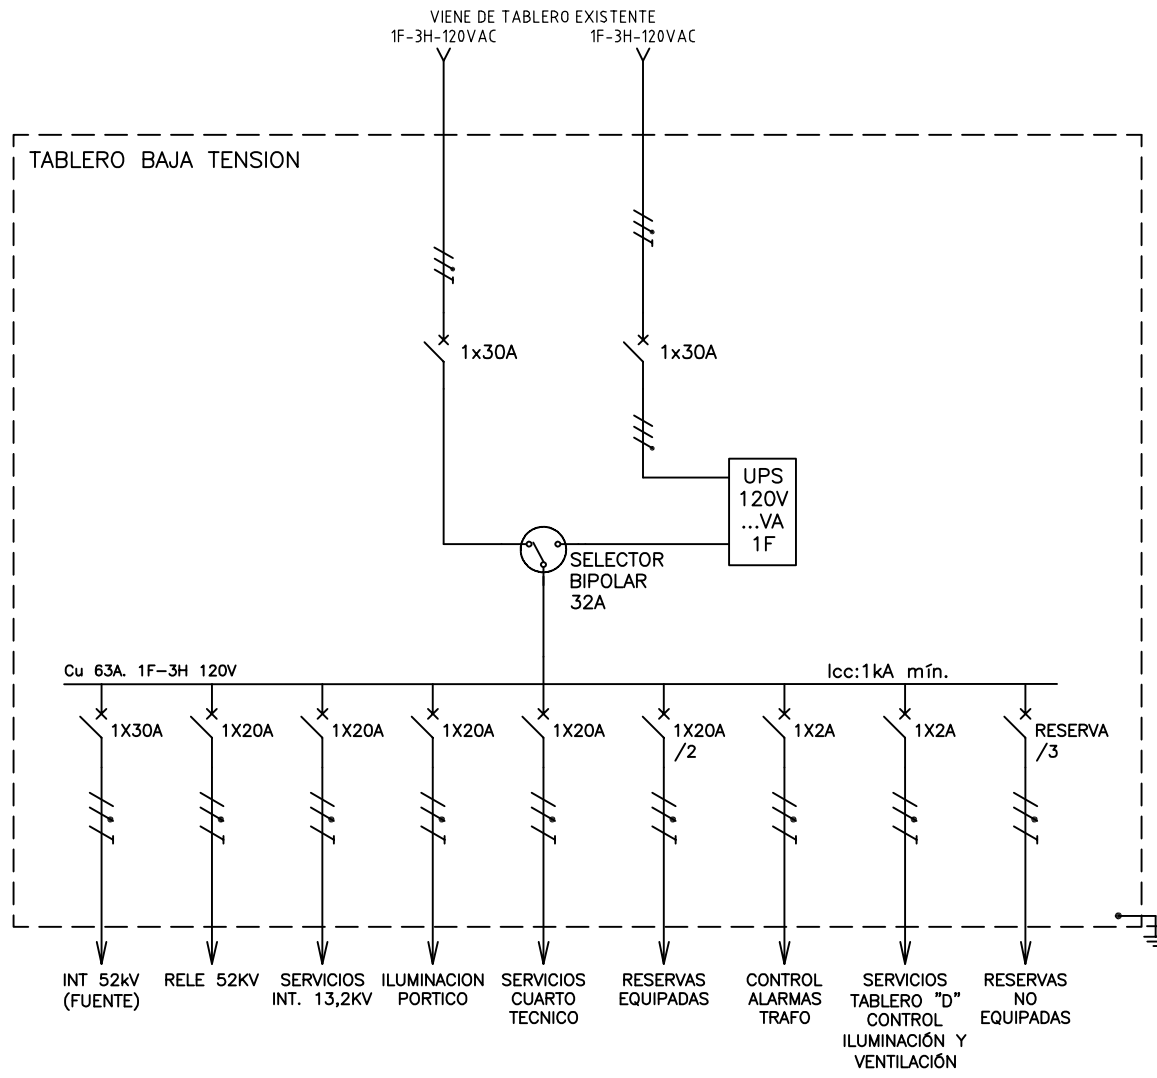 VIENE DE TABLERO EXISTENTE
1F-3H-120VAC
1F-3H-120VAC
TABLERO BAJA TENSION
1x30A
1x30A
UPS
120V
...VA
1F
SELECTOR
BIPOLAR
32A
Cu 63A. 1F-3H 120V
Icc:1kA mín.
1X30A
1X20A
1X20A
1X20A
1X20A
1X20A
/2
1X2A
1X2A
RESERVA
/3
INT 52kV
(FUENTE)
RELE 52KV
SERVICIOS
INT. 13,2KV
ILUMINACION
PORTICO
SERVICIOS
CUARTO
TECNICO
RESERVAS
EQUIPADAS
CONTROL
ALARMAS
TRAFO
SERVICIOS
TABLERO "D"
CONTROL
ILUMINACIÓN Y
VENTILACIÓN
RESERVAS
NO
EQUIPADAS